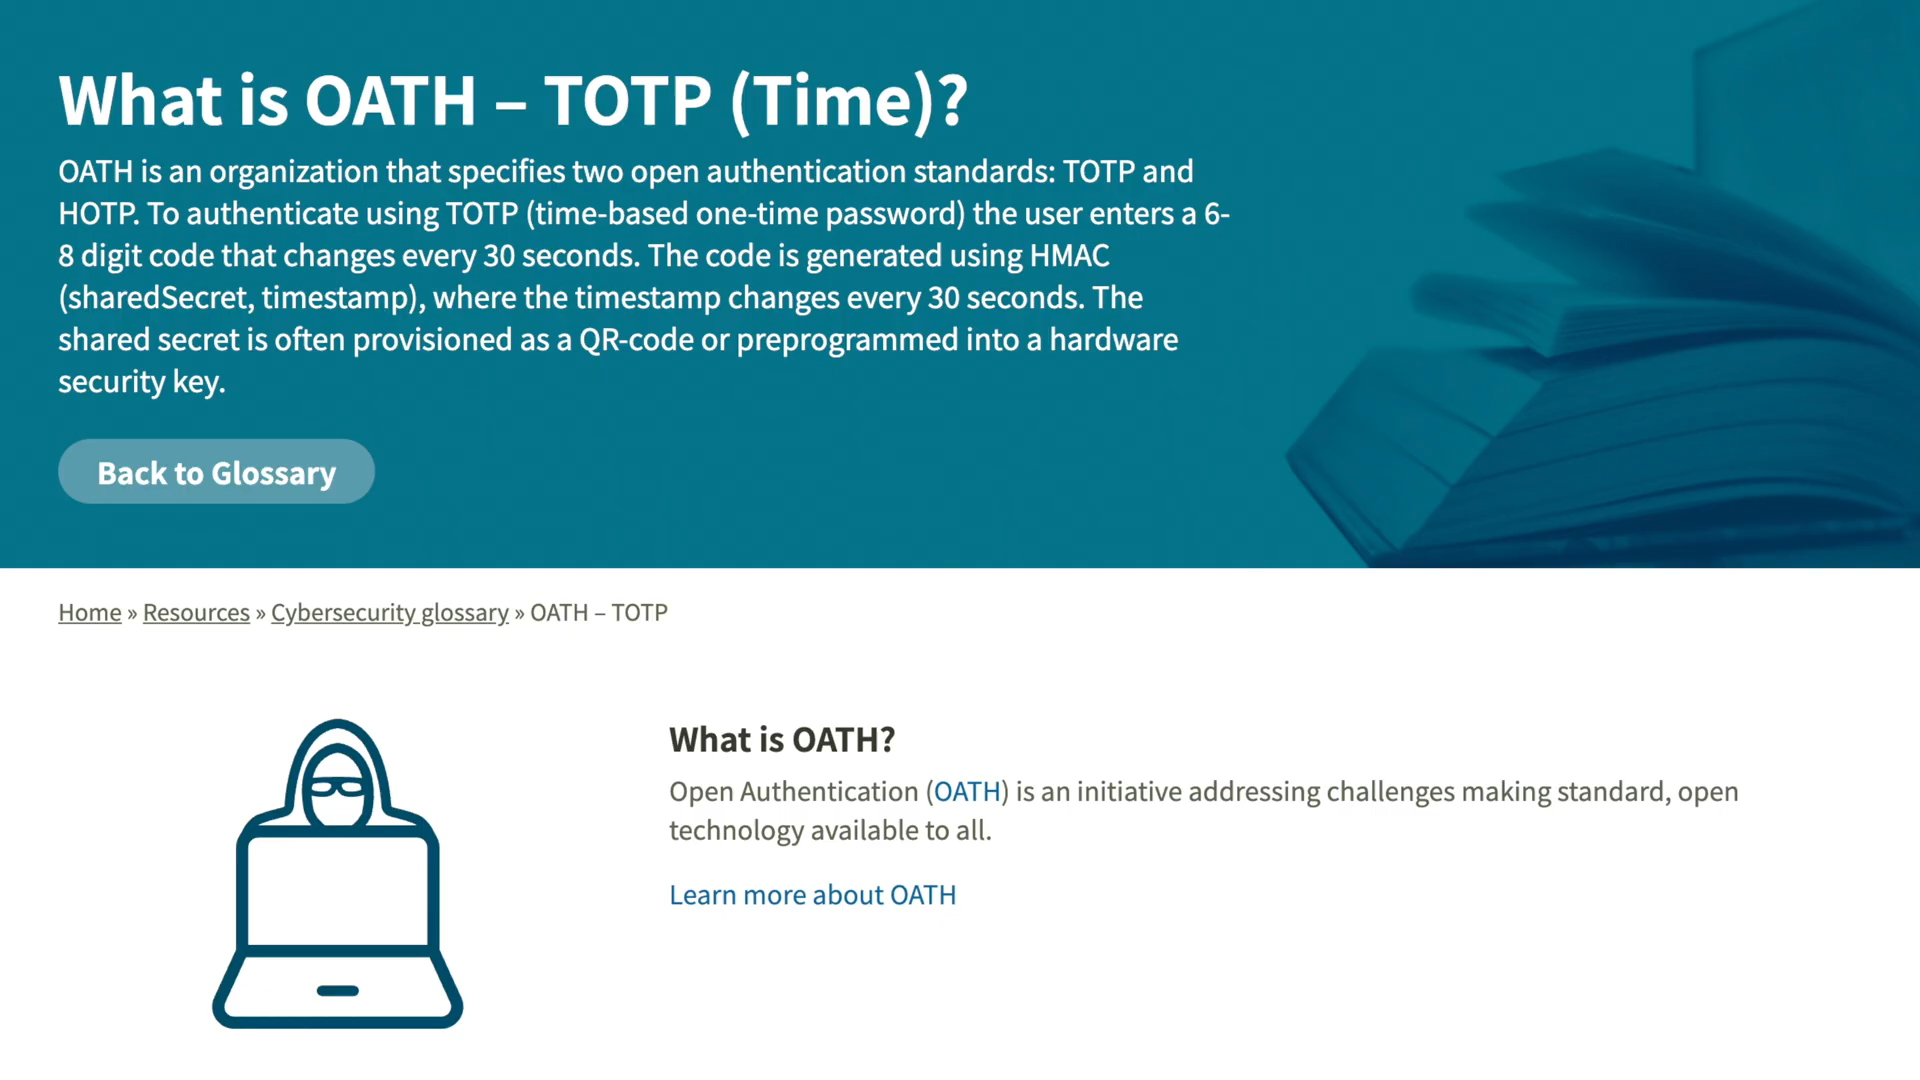 What is OATH – TOTP (Time)?
OATH is an organization that specifies two open authentication standards: TOTP and
HOTP. To authenticate using TOTP (time-based one-time password) the user enters a 6-
8 digit code that changes every 30 seconds. The code is generated using HMAC
(sharedSecret, timestamp), where the timestamp changes every 30 seconds. The
shared secret is often provisioned as a QR-code or preprogrammed into a hardware
security key.
Back to Glossary
Home » Resources » Cybersecurity glossary » OATH – TOTP
What is OATH?
Open Authentication (OATH) is an initiative addressing challenges making standard, open
technology available to all.
Learn more about OATH